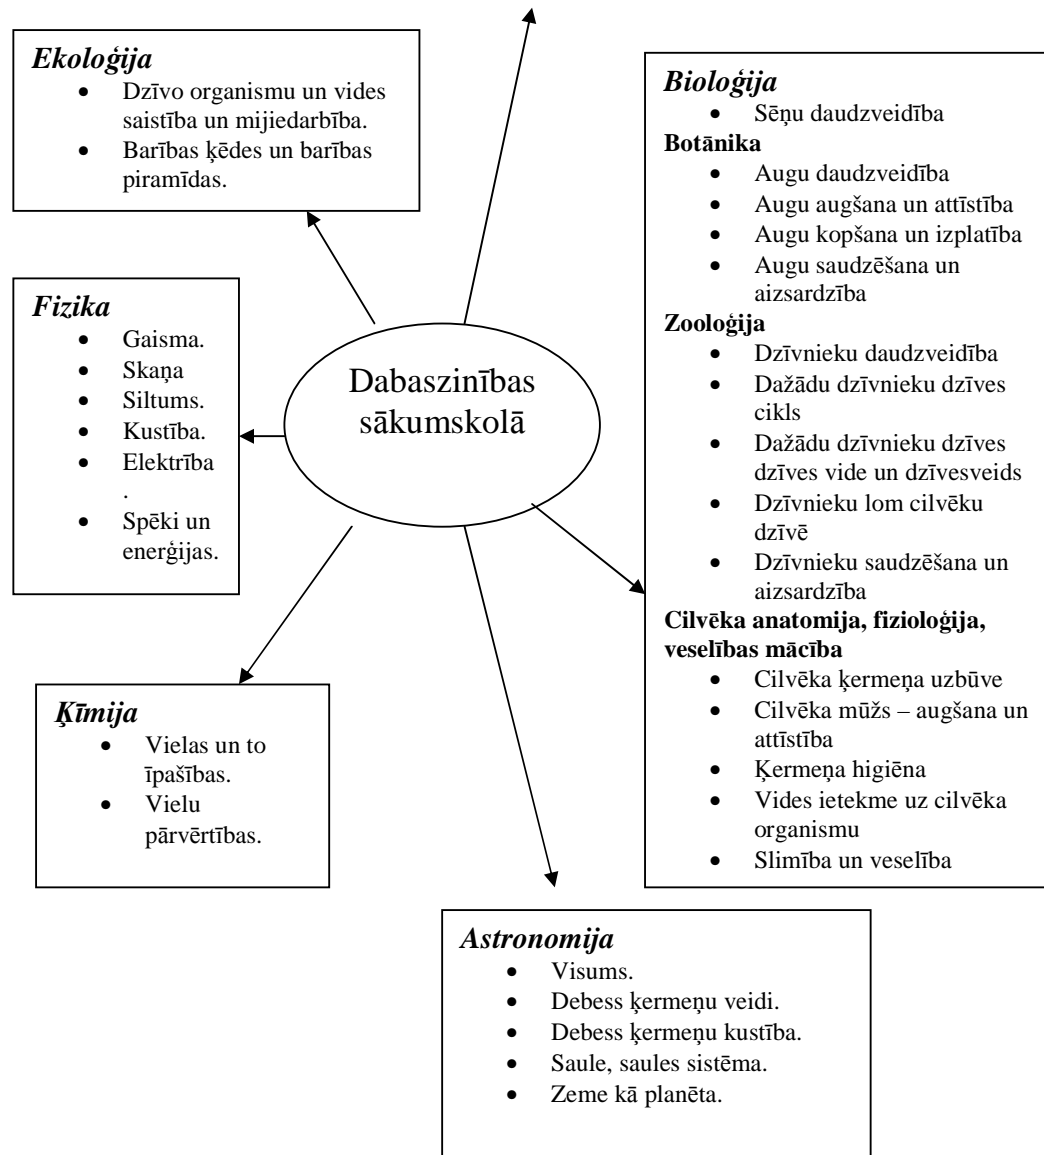 Ekoloģija
• Dzīvo organismu un vides
saistība un mijiedarbība.
• Barības ķēdes un barības
piramīdas.
Fizika
• Gaisma.
• Skaņa
• Siltums.
• Kustība.
• Elektrība
.
• Spēki un
enerģijas.
Dabaszinības
sākumskolā
Ķīmija
• Vielas un to
īpašības.
• Vielu
pārvērtības.
Bioloģija
• Sēņu daudzveidība
Botānika
• Augu daudzveidība
• Augu augšana un attīstība
• Augu kopšana un izplatība
• Augu saudzēšana un
aizsardzība
Zooloģija
• Dzīvnieku daudzveidība
• Dažādu dzīvnieku dzīves
cikls
• Dažādu dzīvnieku dzīves
dzīves vide un dzīvesveids
• Dzīvnieku lom cilvēku
dzīvē
• Dzīvnieku saudzēšana un
aizsardzība
Cilvēka anatomija, fizioloģija,
veselības mācība
• Cilvēka ķermeņa uzbūve
• Cilvēka mūžs – augšana un
attīstība
• Ķermeņa higiēna
• Vides ietekme uz cilvēka
organismu
• Slimība un veselība
Astronomija
• Visums.
• Debess ķermeņu veidi.
• Debess ķermeņu kustība.
• Saule, saules sistēma.
• Zeme kā planēta.